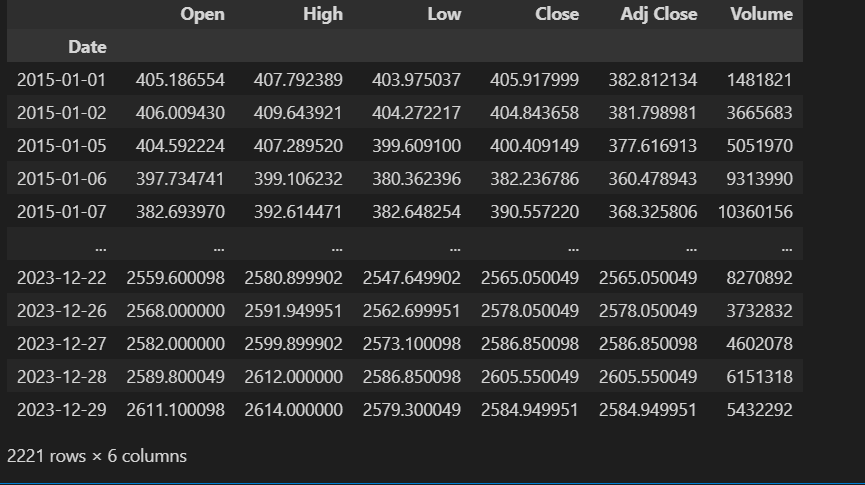 Open High Low Close Adj Close Volume
Date
2015-01-01 405.186554 407.792389 403.975037 405.917999 382.812134 1481821
2015-01-02 406.009430 409.643921 404.272217 404.843658 381.798981 3665683
2015-01-05 404.592224 407.289520 399.609100 400.409149 377.616913 5051970
2015-01-06 397.734741 399.106232 380.362396 382.236786 360.478943 9313990
2015-01-07 382.693970 392.614471 382.648254 390.557220 368.325806 10360156
... ... ... ... ... ... ...
2023-12-22 2559.600098 2580.899902 2547.649902 2565.050049 2565.050049 8270892
2023-12-26 2568.000000 2591.949951 2562.699951 2578.050049 2578.050049 3732832
2023-12-27 2582.000000 2599.899902 2573.100098 2586.850098 2586.850098 4602078
2023-12-28 2589.800049 2612.000000 2586.850098 2605.550049 2605.550049 6151318
2023-12-29 2611.100098 2614.000000 2579.300049 2584.949951 2584.949951 5432292
2221 rows × 6 columns